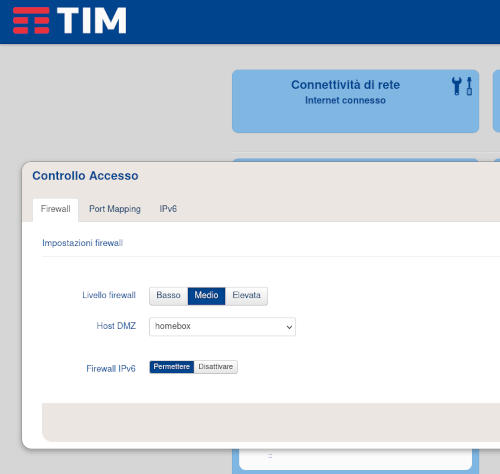 TIM
Connettività di rete
Internet connesso
Controllo Accesso
Firewall Port Mapping IPv6
Impostazioni firewall
Livello firewall Basso Medio Elevata
Host DMZ homebox
Firewall IPv6 Permettere Disattivare